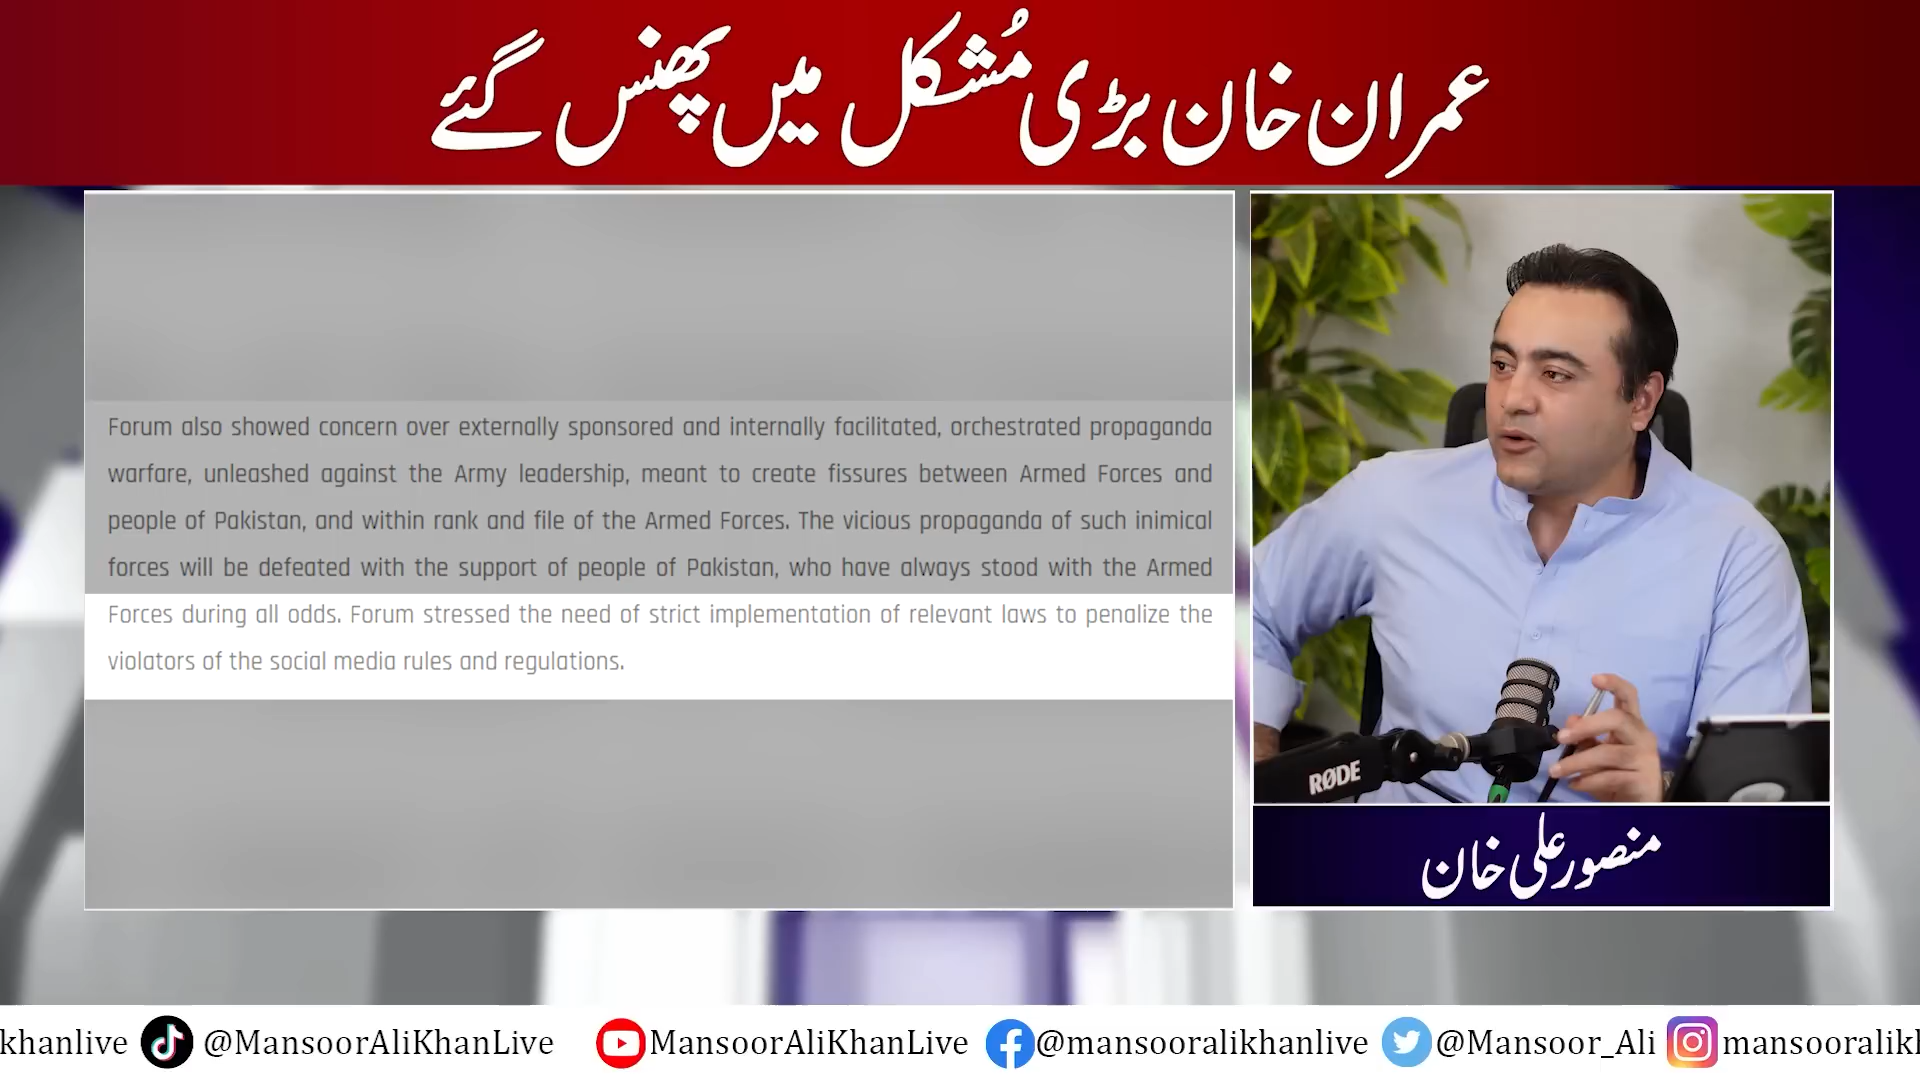 عمران خان بڑی مُشکل میں پھنس گئے
Forum also showed concern over externally sponsored and internally facilitated, orchestrated propaganda
warfare, unleashed against the Army leadership, meant to create fissures between Armed Forces and
people of Pakistan, and within rank and file of the Armed Forces. The vicious propaganda of such inimical
forces will be defeated with the support of people of Pakistan, who have always stood with the Armed
Forces during all odds. Forum stressed the need of strict implementation of relevant laws to penalize the
violators of the social media rules and regulations.
RØDE
منصور علی خان
khanlive @MansoorAliKhanLive MansoorAliKhanLive @mansooralikhanlive @Mansoor_Ali mansooralikh